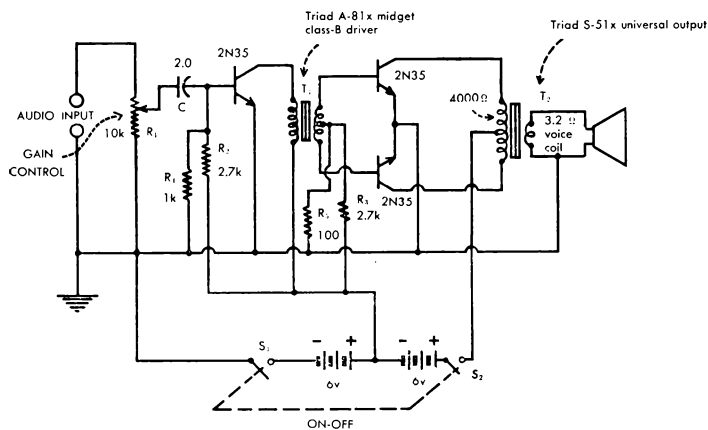 Triad A-81x midget
class-B driver
Triad S-51x universal output
2N35
2.0
C
T₁
2N35
4000Ω
T₂
3.2 Ω
voice
coil
AUDIO INPUT
10k
R₁
GAIN
CONTROL
R₂
2.7k
1k
2N35
R₃
2.7k
100
S₁
- +
6v
- +
6v
S₂
ON-OFF